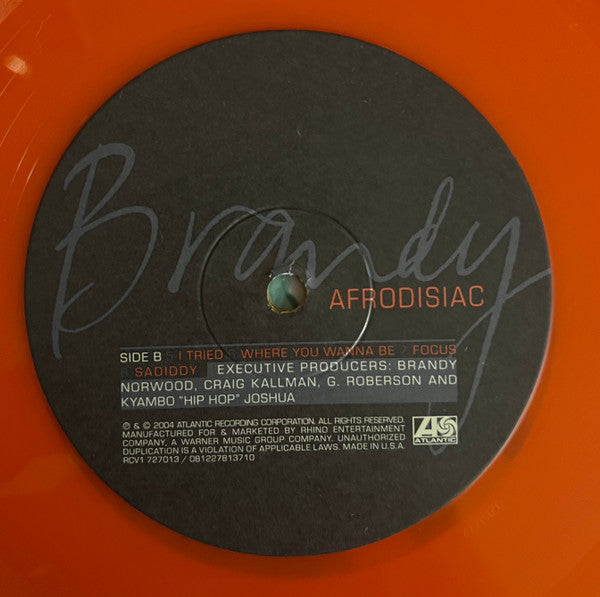 Brandy
AFRODISIAC
SIDE B 5 I TRIED 6 WHERE YOU WANNA BE 7 FOCUS
8 SADIDDY EXECUTIVE PRODUCERS: BRANDY
NORWOOD, CRAIG KALLMAN, G. ROBERSON AND
KYAMBO "HIP HOP" JOSHUA
℗ & © 2004 ATLANTIC RECORDING CORPORATION. ALL RIGHTS RESERVED.
MANUFACTURED FOR & MARKETED BY RHINO ENTERTAINMENT
COMPANY, A WARNER MUSIC GROUP COMPANY. UNAUTHORIZED
DUPLICATION IS A VIOLATION OF APPLICABLE LAWS. MADE IN U.S.A.
RCV1 727013 / 081227813710
ATLANTIC